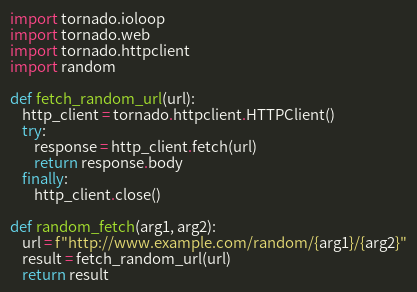 import tornado.ioloop
import tornado.web
import tornado.httpclient
import random
def fetch_random_url(url):
http_client = tornado.httpclient.HTTPClient()
try:
response = http_client.fetch(url)
return response.body
finally:
http_client.close()
def random_fetch(arg1, arg2):
url = f"http://www.example.com/random/{arg1}/{arg2}"
result = fetch_random_url(url)
return result